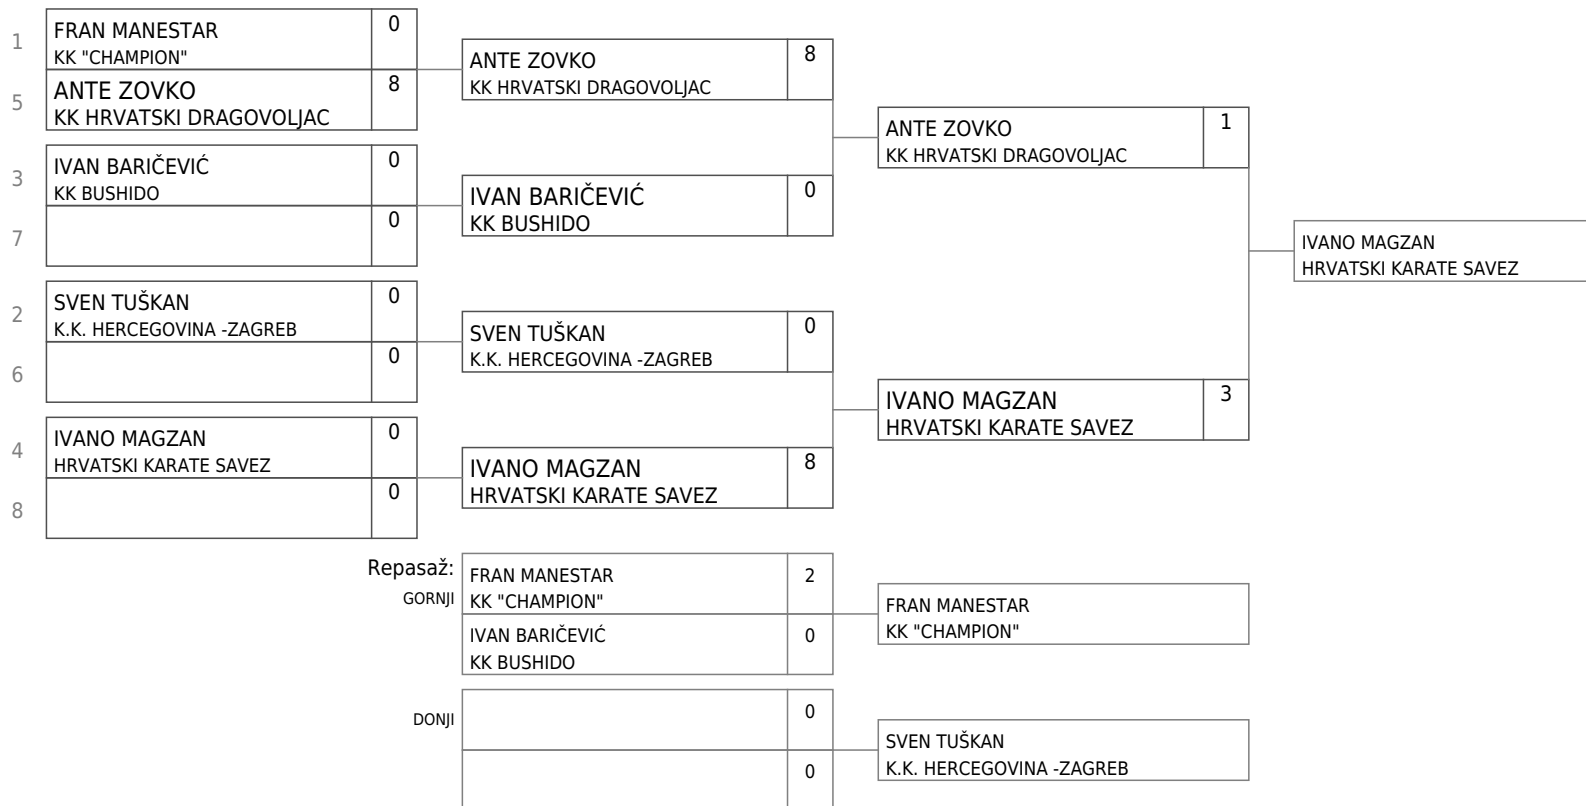 1
FRAN MANESTAR
KK "CHAMPION"
0
5
ANTE ZOVKO
KK HRVATSKI DRAGOVOLJAC
8
3
IVAN BARIČEVIĆ
KK BUSHIDO
0
7
0
2
SVEN TUŠKAN
K.K. HERCEGOVINA -ZAGREB
0
6
0
4
IVANO MAGZAN
HRVATSKI KARATE SAVEZ
0
8
0
ANTE ZOVKO
KK HRVATSKI DRAGOVOLJAC
8
IVAN BARIČEVIĆ
KK BUSHIDO
0
SVEN TUŠKAN
K.K. HERCEGOVINA -ZAGREB
0
IVANO MAGZAN
HRVATSKI KARATE SAVEZ
8
ANTE ZOVKO
KK HRVATSKI DRAGOVOLJAC
1
IVANO MAGZAN
HRVATSKI KARATE SAVEZ
3
IVANO MAGZAN
HRVATSKI KARATE SAVEZ
Repasaž:
GORNJI
FRAN MANESTAR
KK "CHAMPION"
2
IVAN BARIČEVIĆ
KK BUSHIDO
0
FRAN MANESTAR
KK "CHAMPION"
DONJI
0
0
SVEN TUŠKAN
K.K. HERCEGOVINA -ZAGREB